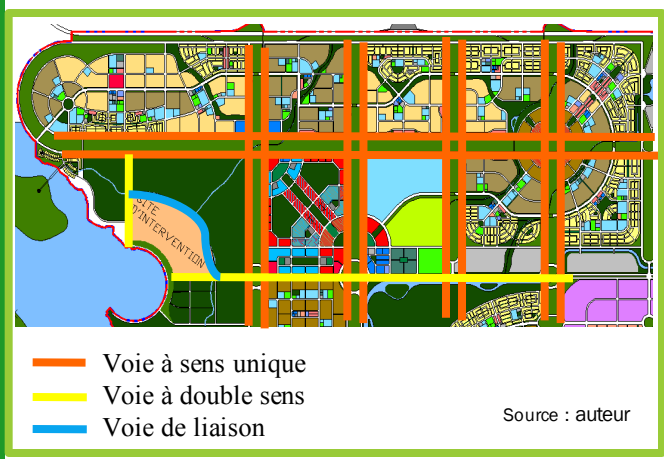 SITE
D'INTERVENTION
Voie à sens unique
Voie à double sens
Voie de liaison
Source : auteur